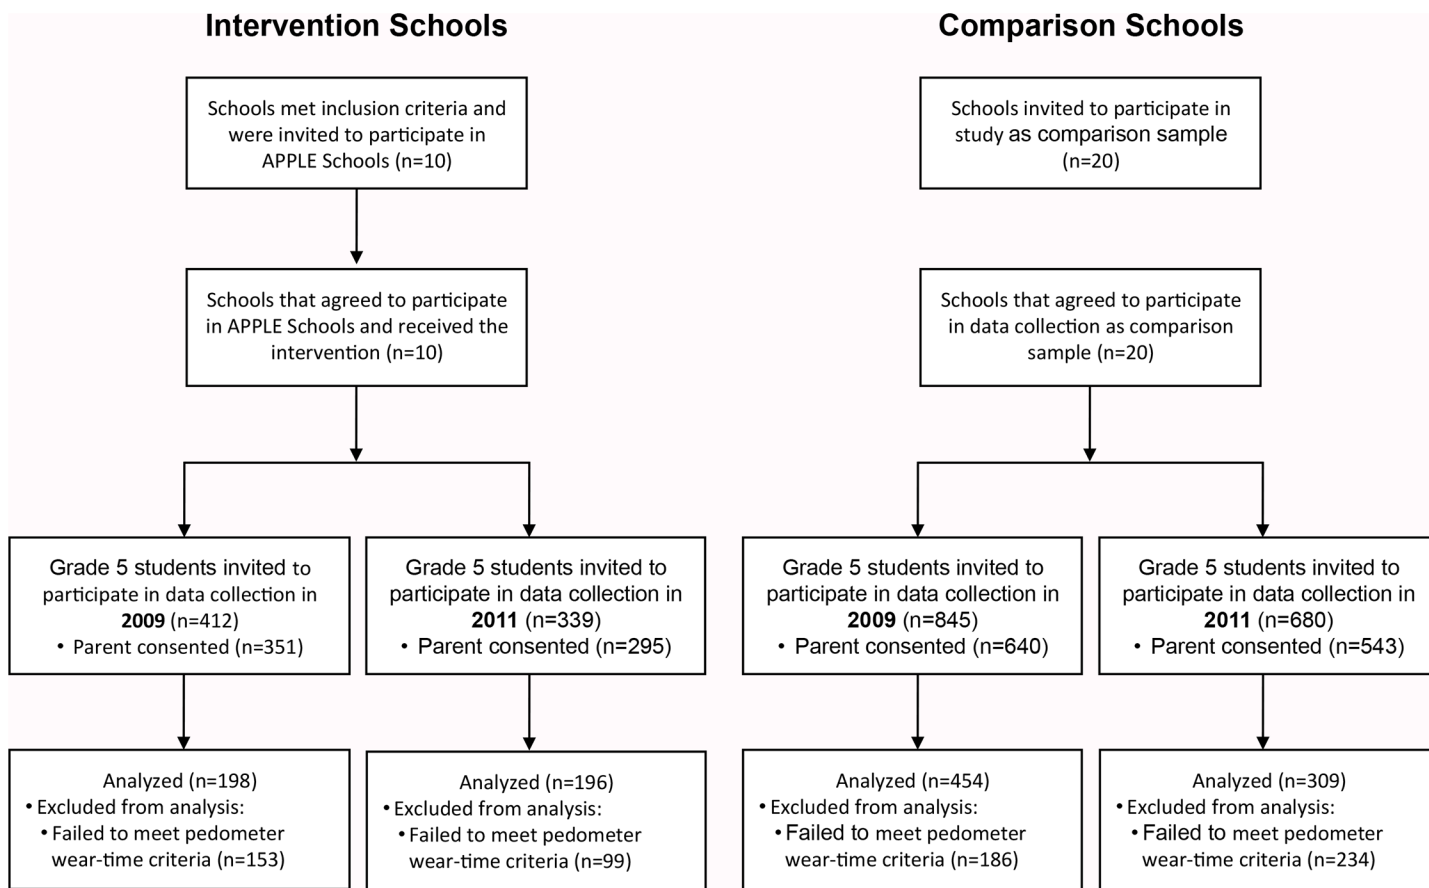 Intervention Schools
Comparison Schools
Schools met inclusion criteria and
were invited to participate in
APPLE Schools (n=10)
Schools invited to participate in
study as comparison sample
(n=20)
Schools that agreed to participate
in APPLE Schools and received the
intervention (n=10)
Schools that agreed to participate
in data collection as comparison
sample (n=20)
Grade 5 students invited to
participate in data collection in
2009 (n=412)
• Parent consented (n=351)
Grade 5 students invited to
participate in data collection in
2011 (n=339)
• Parent consented (n=295)
Grade 5 students invited to
participate in data collection in
2009 (n=845)
• Parent consented (n=640)
Grade 5 students invited to
participate in data collection in
2011 (n=680)
• Parent consented (n=543)
Analyzed (n=198)
• Excluded from analysis:
• Failed to meet pedometer
wear-time criteria (n=153)
Analyzed (n=196)
• Excluded from analysis:
• Failed to meet pedometer
wear-time criteria (n=99)
Analyzed (n=454)
• Excluded from analysis:
• Failed to meet pedometer
wear-time criteria (n=186)
Analyzed (n=309)
• Excluded from analysis:
• Failed to meet pedometer
wear-time criteria (n=234)